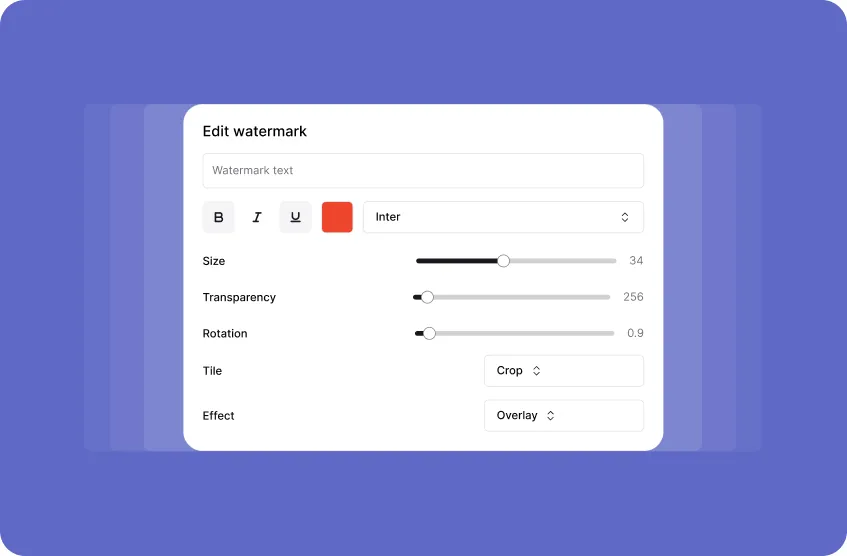 Edit watermark
Watermark text
B I U Inter
Size 34
Transparency 256
Rotation 0.9
Tile Crop
Effect Overlay